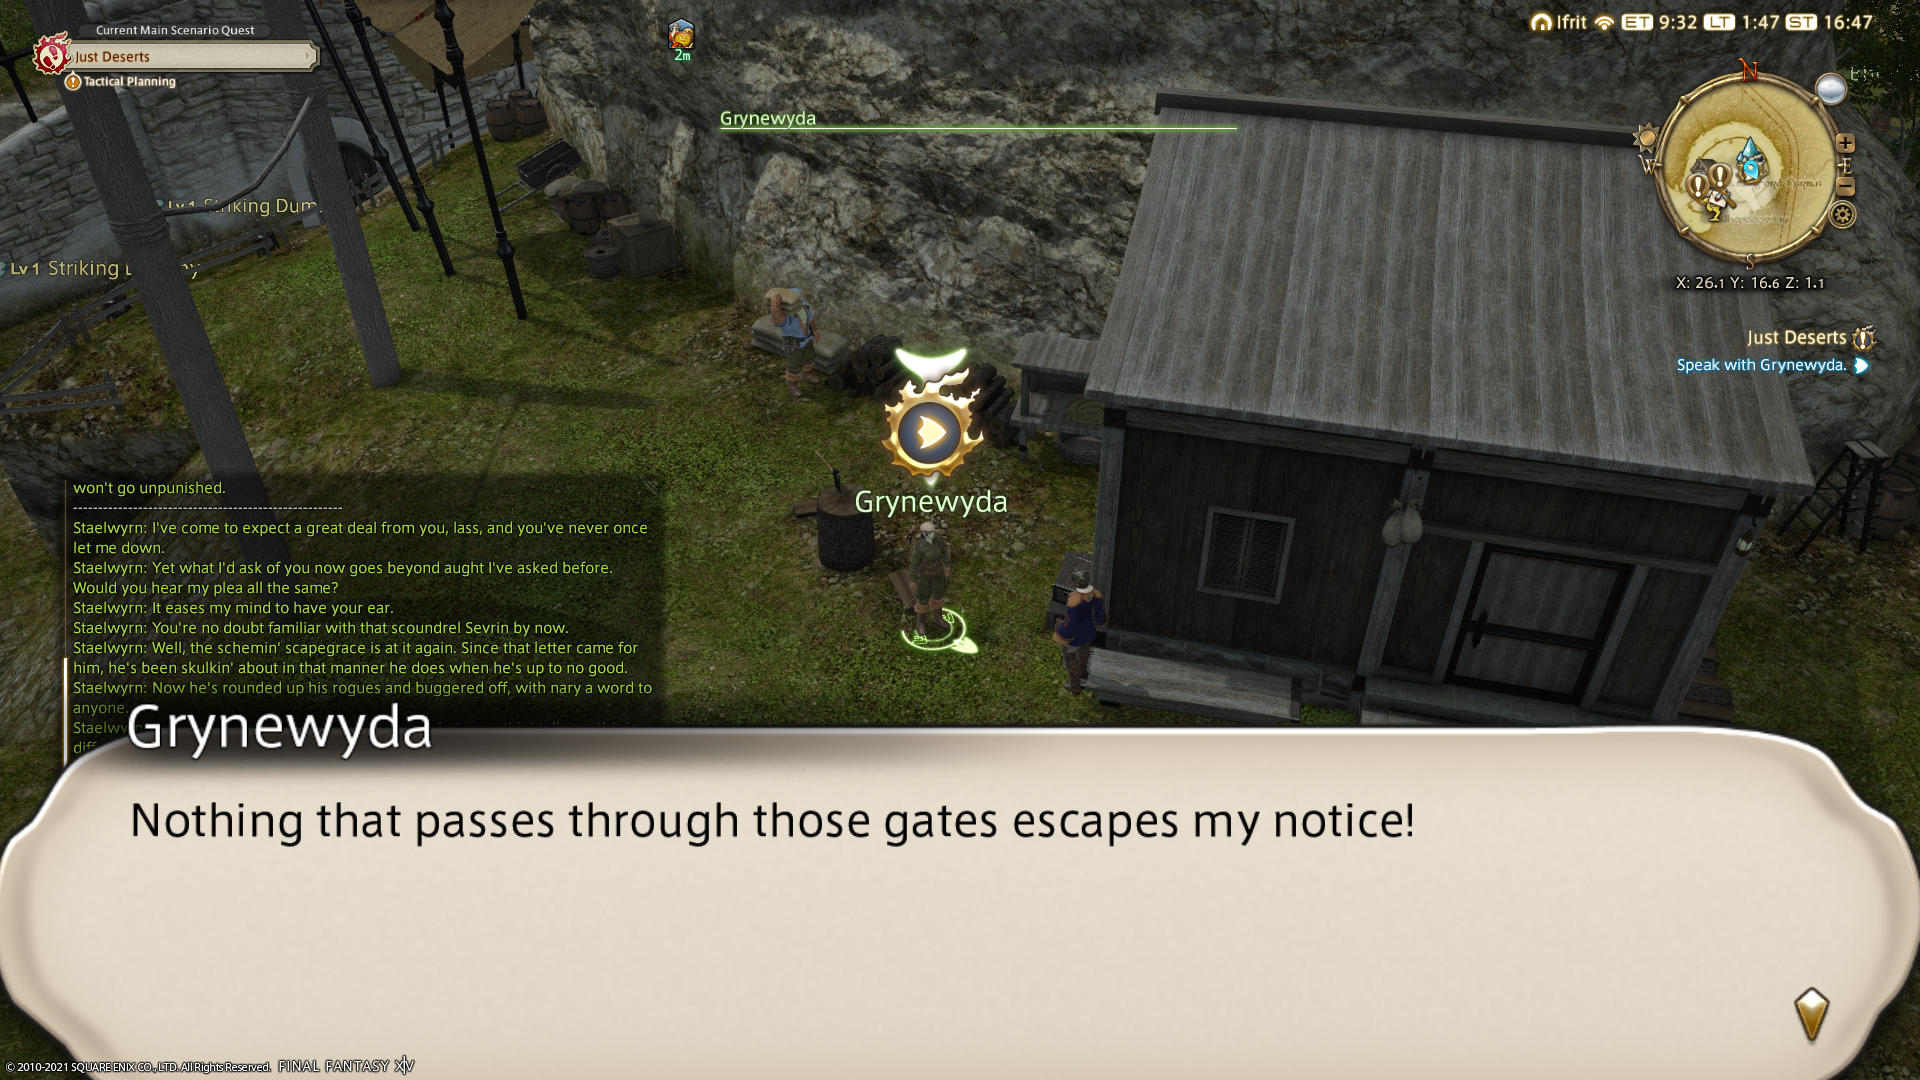 Current Main Scenario Quest
Just Deserts
Tactical Planning
2m
Ifrit ET 9:32 LT 1:47 ST 16:47
Grynewyda
N
W
E
S
X: 26.1 Y: 16.6 Z: 1.1
Lv 1 Striking Dum
Lv 1 Striking
Just Deserts
Speak with Grynewyda.
Grynewyda
won't go unpunished.
------------------------------------------------------
Staelwyrn: I've come to expect a great deal from you, lass, and you've never once
let me down.
Staelwyrn: Yet what I'd ask of you now goes beyond aught I've asked before.
Would you hear my plea all the same?
Staelwyrn: It eases my mind to have your ear.
Staelwyrn: You're no doubt familiar with that scoundrel Sevrin by now.
Staelwyrn: Well, the schemin' scapegrace is at it again. Since that letter came for
him, he's been skulkin' about in that manner he does when he's up to no good.
Staelwyrn: Now he's rounded up his rogues and buggered off, with nary a word to
anyone.
Grynewyda
Nothing that passes through those gates escapes my notice!
© 2010-2021 SQUARE ENIX CO., LTD. All Rights Reserved. FINAL FANTASY XIV